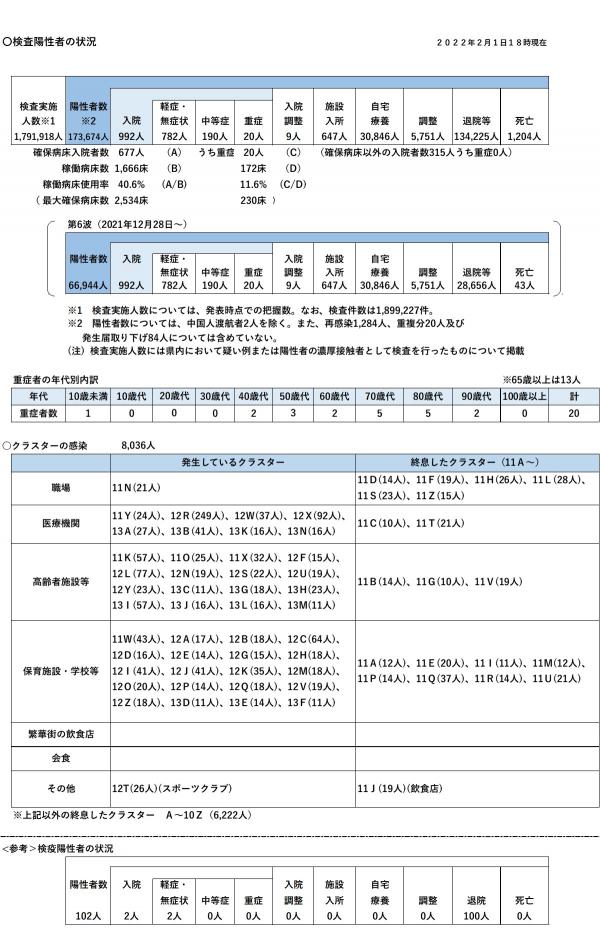 〇検査陽性者の状況
２０２２年２月１日１８時現在
検査実施人数※1 陽性者数※2 入院 軽症・無症状 中等症 重症 入院調整 施設入所 自宅療養 調整 退院等 死亡
1,791,918人 173,674人 992人 782人 190人 20人 9人 647人 30,846人 5,751人 134,225人 1,204人
確保病床入院者数 677人 (A) うち重症 20人 (C) (確保病床以外の入院者数315人うち重症0人)
稼働病床数 1,666床 (B) 172床 (D)
稼働病床使用率 40.6% (A/B) 11.6% (C/D)
( 最大確保病床数 2,534床 230床 )
第6波（2021年12月28日～）
陽性者数 入院 軽症・無症状 中等症 重症 入院調整 施設入所 自宅療養 調整 退院等 死亡
66,944人 992人 782人 190人 20人 9人 647人 30,846人 5,751人 28,656人 43人
※1 検査実施人数については、発表時点での把握数。なお、検査件数は1,899,227件。
※2 陽性者数については、中国人渡航者2人を除く。また、再感染1,284人、重複分20人及び
発生届取り下げ84人については含めていない。
(注) 検査実施人数には県内において疑い例または陽性者の濃厚接触者として検査を行ったものについて掲載
重症者の年代別内訳 ※65歳以上は13人
年代 10歳未満 10歳代 20歳代 30歳代 40歳代 50歳代 60歳代 70歳代 80歳代 90歳代 100歳以上 計
重症者数 1 0 0 0 2 3 2 5 5 2 0 20
○クラスターの感染 8,036人
発生しているクラスター 終息したクラスター（11Ａ～）
職場 11Ｎ(21人) 11Ｄ(14人)、11Ｆ(19人)、11Ｈ(26人)、11Ｌ(28人)、
11Ｓ(23人)、11Ｚ(15人)
医療機関 11Ｙ(24人)、12Ｒ(249人)、12Ｗ(37人)、12Ｘ(92人)、
13Ａ(27人)、13Ｂ(41人)、13Ｋ(16人)、13Ｎ(16人) 11Ｃ(10人)、11Ｔ(21人)
高齢者施設等 11Ｋ(57人)、11Ｏ(25人)、11Ｘ(32人)、12Ｆ(15人)、
12Ｌ(77人)、12Ｎ(19人)、12Ｓ(22人)、12Ｕ(19人)、
12Ｙ(23人)、13Ｃ(11人)、13Ｇ(18人)、13Ｈ(23人)、
13Ｉ(57人)、13Ｊ(16人)、13Ｌ(16人)、13Ｍ(11人) 11Ｂ(14人)、11Ｇ(10人)、11Ｖ(19人)
保育施設・学校等 11Ｗ(43人)、12Ａ(17人)、12Ｂ(18人)、12Ｃ(64人)、
12Ｄ(16人)、12Ｅ(14人)、12Ｇ(15人)、12Ｈ(18人)、
12Ｉ(41人)、12Ｊ(41人)、12Ｋ(35人)、12Ｍ(18人)、
12Ｏ(20人)、12Ｐ(14人)、12Ｑ(18人)、12Ｖ(19人)、
12Ｚ(18人)、13Ｄ(11人)、13Ｅ(14人)、13Ｆ(11人)
11Ａ(12人)、11Ｅ(20人)、11Ｉ(11人)、11Ｍ(12人)、
11Ｐ(14人)、11Ｑ(37人)、11Ｒ(14人)、11Ｕ(21人)
繁華街の飲食店
会食
その他 12Ｔ(26人)(スポーツクラブ) 11Ｊ(19人)(飲食店)
※上記以外の終息したクラスター Ａ～10Ｚ (6,222人)
<参考＞検疫陽性者の状況
陽性者数 入院 軽症・無症状 中等症 重症 入院調整 施設入所 自宅療養 調整 退院 死亡
102人 2人 2人 0人 0人 0人 0人 0人 0人 100人 0人